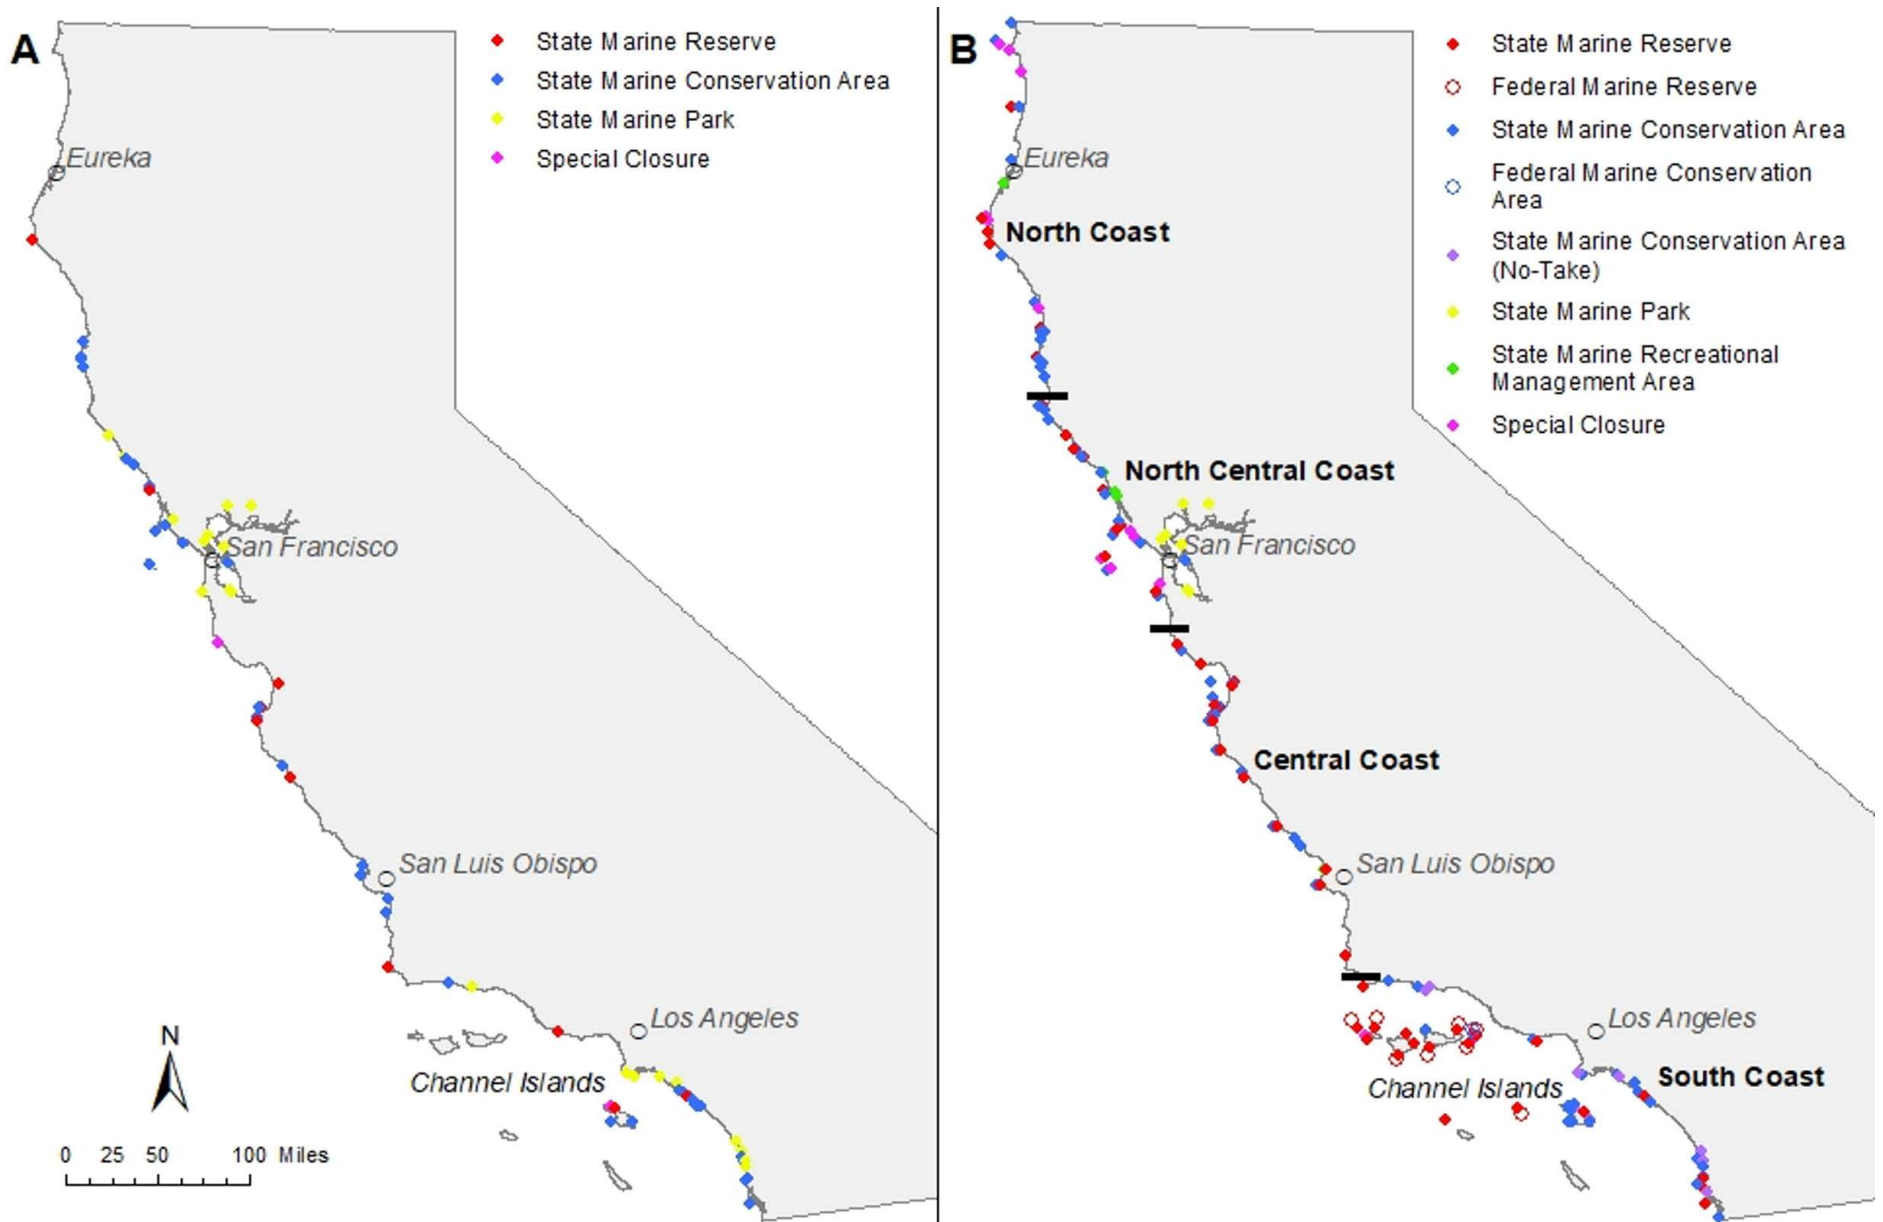 A
State Marine Reserve
State Marine Conservation Area
State Marine Park
Special Closure
Eureka
San Francisco
San Luis Obispo
Los Angeles
Channel Islands
N
0 25 50 100 Miles
B
State Marine Reserve
Federal Marine Reserve
State Marine Conservation Area
Federal Marine Conservation
Area
State Marine Conservation Area
(No-Take)
State Marine Park
State Marine Recreational
Management Area
Special Closure
Eureka
North Coast
North Central Coast
San Francisco
Central Coast
San Luis Obispo
Los Angeles
Channel Islands
South Coast